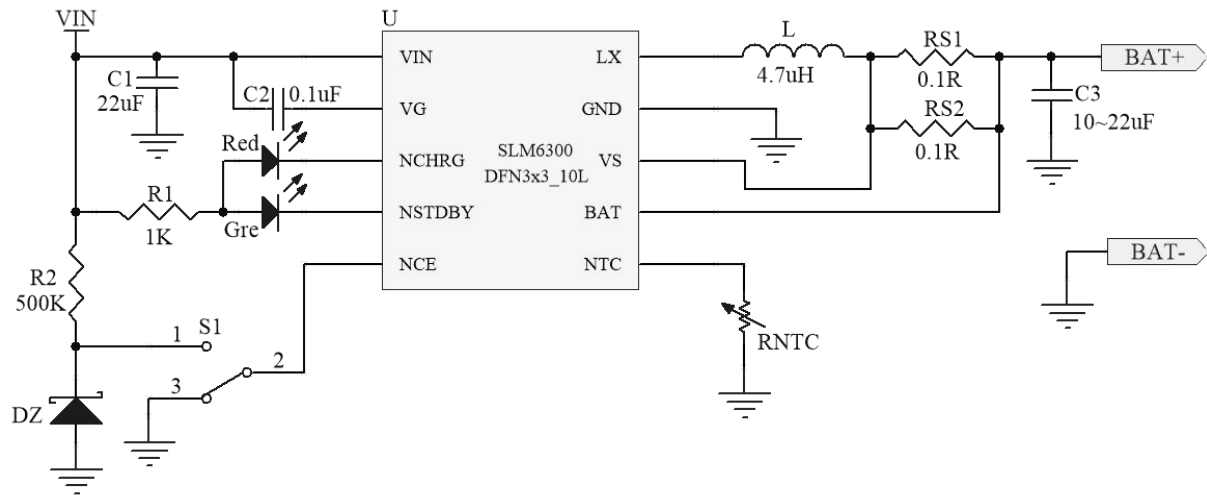 VIN
U
L
4.7uH
RS1
0.1R
RS2
0.1R
BAT+
C1
22uF
C2
0.1uF
VIN
LX
VG
GND
C3
10~22uF
Red
NCHRG
SLM6300
DFN3x3_10L
VS
R1
1K
Gre
NSTDBY
BAT
R2
500K
NCE
NTC
BAT-
1
S1
2
3
RNTC
DZ